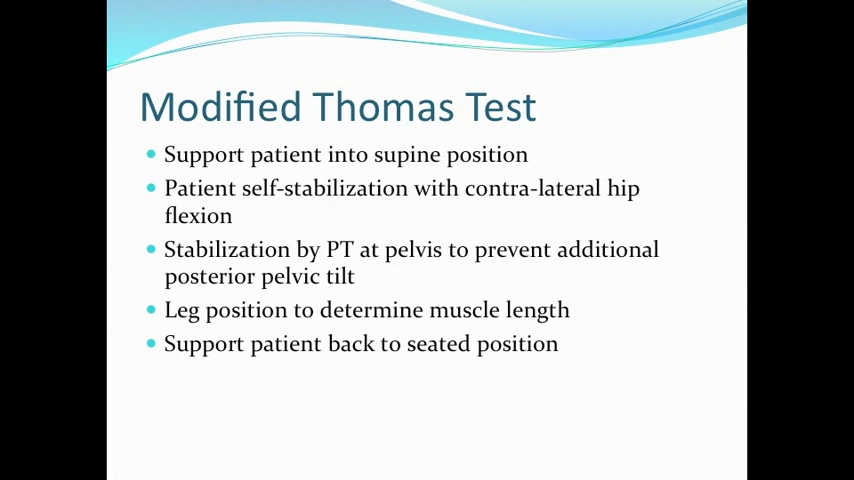 Modified Thomas Test
• Support patient into supine position
• Patient self-stabilization with contra-lateral hip
flexion
• Stabilization by PT at pelvis to prevent additional
posterior pelvic tilt
• Leg position to determine muscle length
• Support patient back to seated position